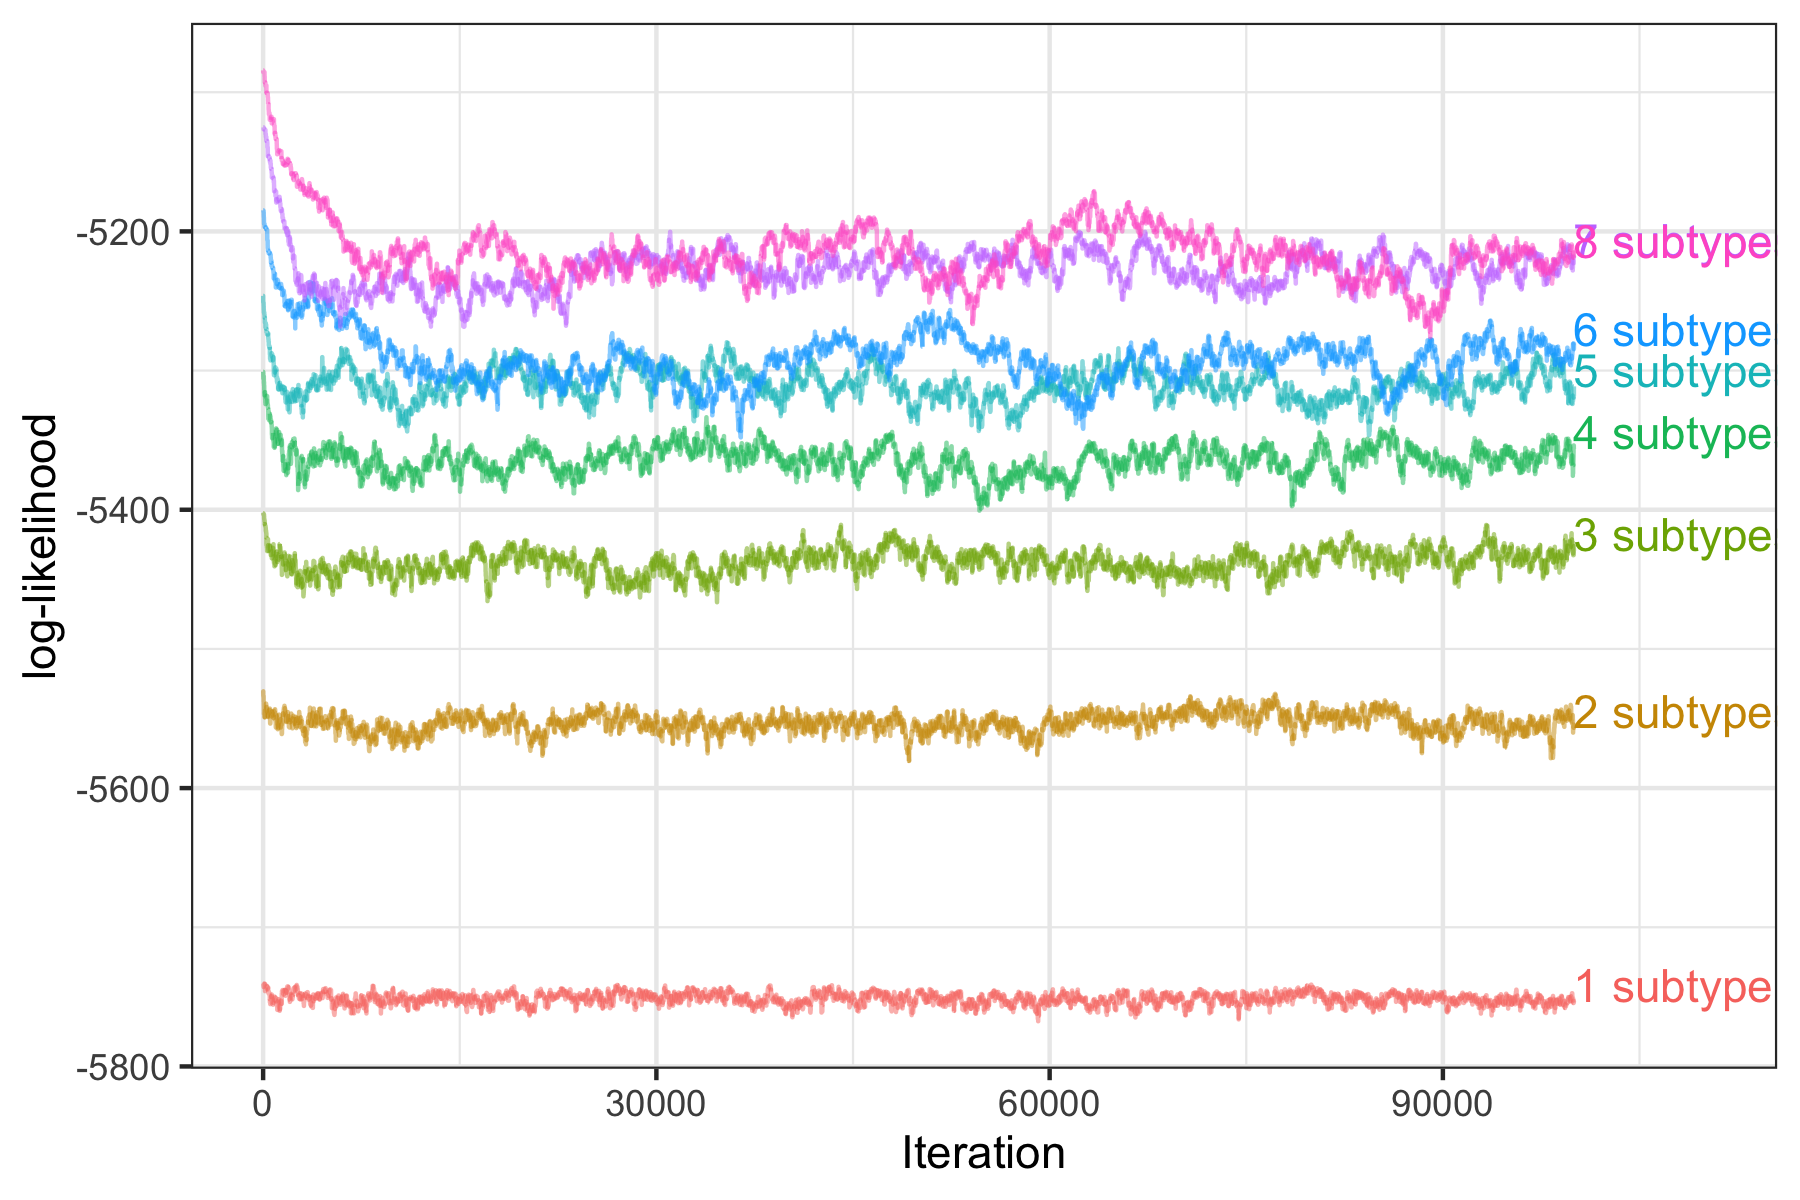 log-likelihood
-5200
-5400
-5600
-5800
8 subtype
6 subtype
5 subtype
4 subtype
3 subtype
2 subtype
1 subtype
0
30000
60000
90000
Iteration